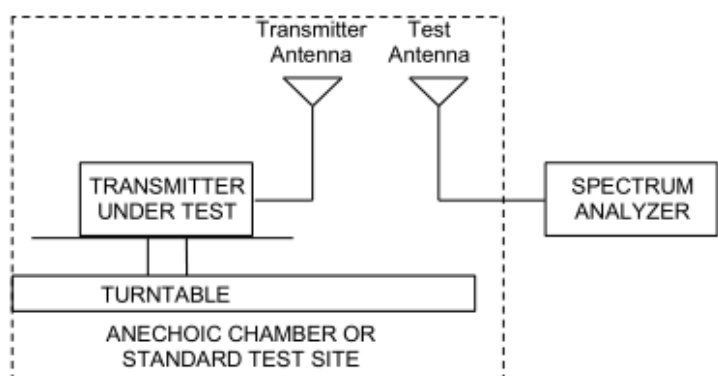 Transmitter
Antenna
Test
Antenna
TRANSMITTER
UNDER TEST
SPECTRUM
ANALYZER
TURNTABLE
ANECHOIC CHAMBER OR
STANDARD TEST SITE